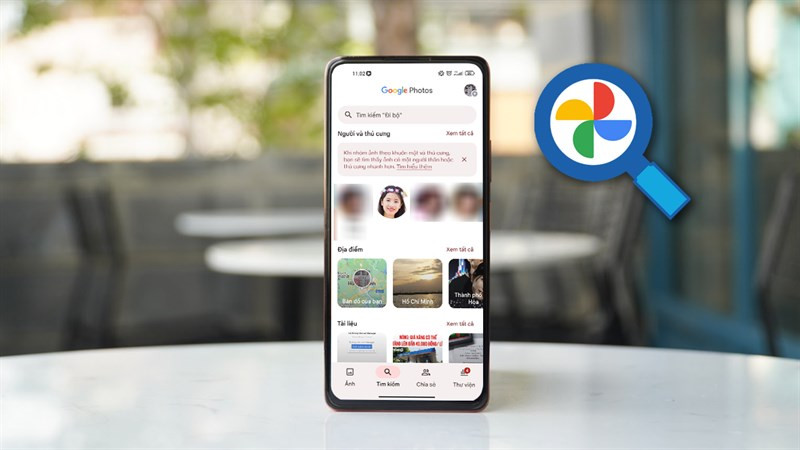 11:02
Google Photos
Tìm kiếm "Đi bộ"
Người và thú cưng
Xem tất cả
Khi nhóm ảnh theo khuôn mặt và thú cưng,
bạn sẽ tìm thấy ảnh có một người thân hoặc
thú cưng nhanh hơn. Tìm hiểu thêm
Địa điểm
Xem tất cả
Bản đồ của bạn
Hồ Chí Minh
Thành phố
Hòa
Tài liệu
Xem tất cả
Ảnh
Tìm kiếm
Chia sẻ
Thư viện